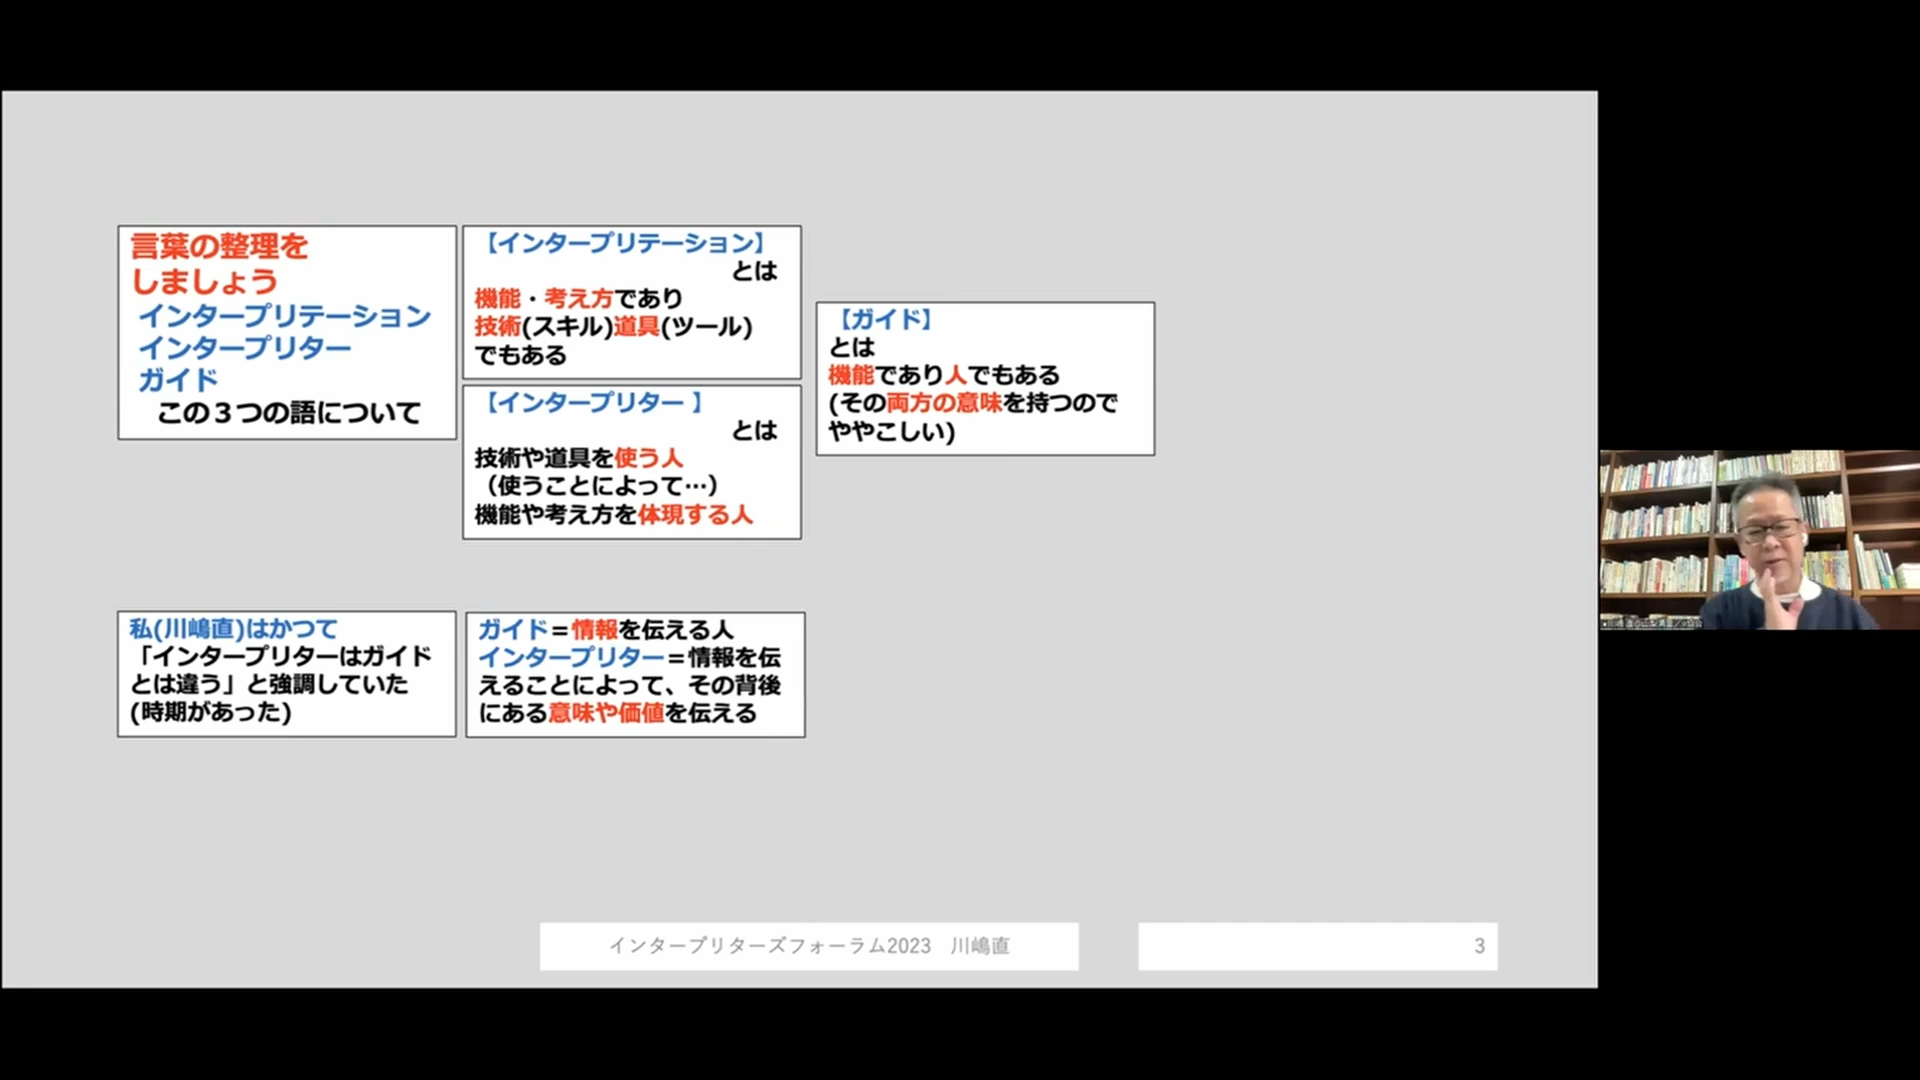 言葉の整理を
しましょう
インタープリテーション
インタープリター
ガイド
この３つの語について
【インタープリテーション】
とは
機能・考え方であり
技術(スキル)道具(ツール)
でもある
【インタープリター 】
とは
技術や道具を使う人
（使うことによって…）
機能や考え方を体現する人
【ガイド】
とは
機能であり人でもある
(その両方の意味を持つので
ややこしい)
私(川嶋直)はかつて
「インタープリターはガイド
とは違う」と強調していた
(時期があった)
ガイド＝情報を伝える人
インタープリター＝情報を伝
えることによって、その背後
にある意味や価値を伝える
インタープリターズフォーラム2023　川嶋直
3